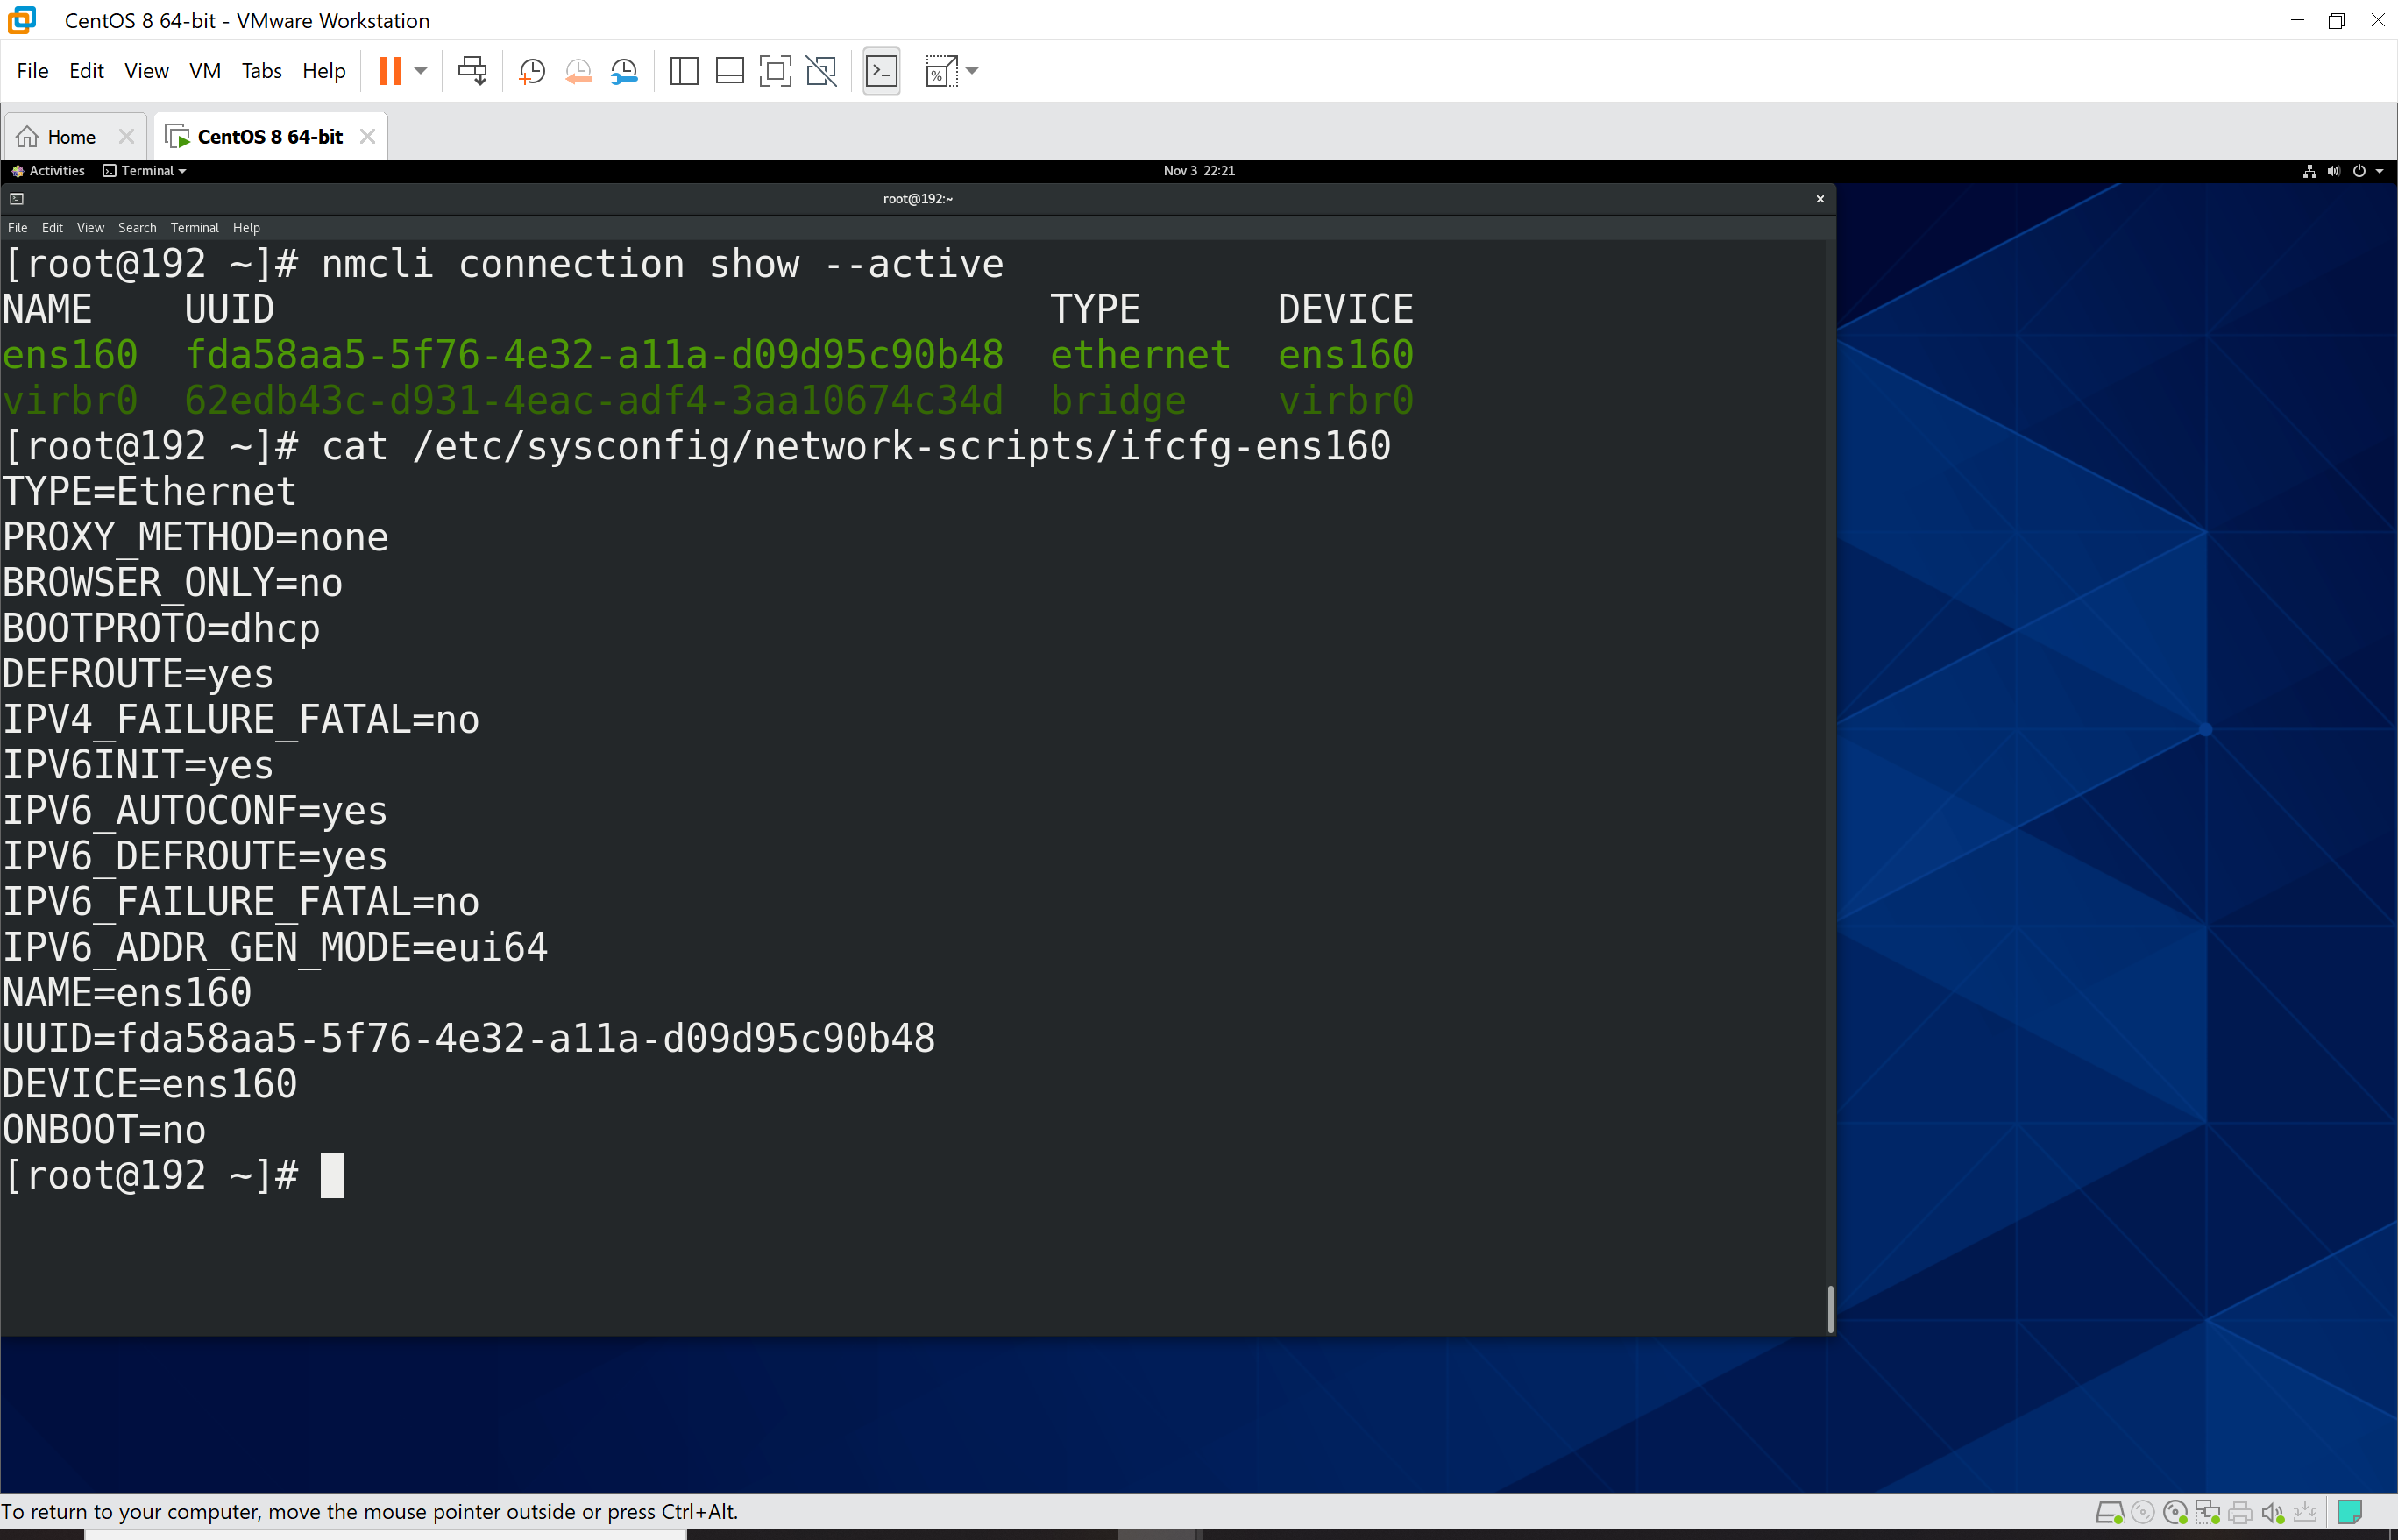 CentOS 8 64-bit - VMware Workstation
File Edit View VM Tabs Help
Home CentOS 8 64-bit
Activities Terminal Nov 3 22:21
root@192:~
File Edit View Search Terminal Help
[root@192 ~]# nmcli connection show --active
NAME UUID TYPE DEVICE
ens160 fda58aa5-5f76-4e32-a11a-d09d95c90b48 ethernet ens160
virbr0 62edb43c-d931-4eac-adf4-3aa10674c34d bridge virbr0
[root@192 ~]# cat /etc/sysconfig/network-scripts/ifcfg-ens160
TYPE=Ethernet
PROXY_METHOD=none
BROWSER_ONLY=no
BOOTPROTO=dhcp
DEFROUTE=yes
IPV4_FAILURE_FATAL=no
IPV6INIT=yes
IPV6_AUTOCONF=yes
IPV6_DEFROUTE=yes
IPV6_FAILURE_FATAL=no
IPV6_ADDR_GEN_MODE=eui64
NAME=ens160
UUID=fda58aa5-5f76-4e32-a11a-d09d95c90b48
DEVICE=ens160
ONBOOT=no
[root@192 ~]#
To return to your computer, move the mouse pointer outside or press Ctrl+Alt.